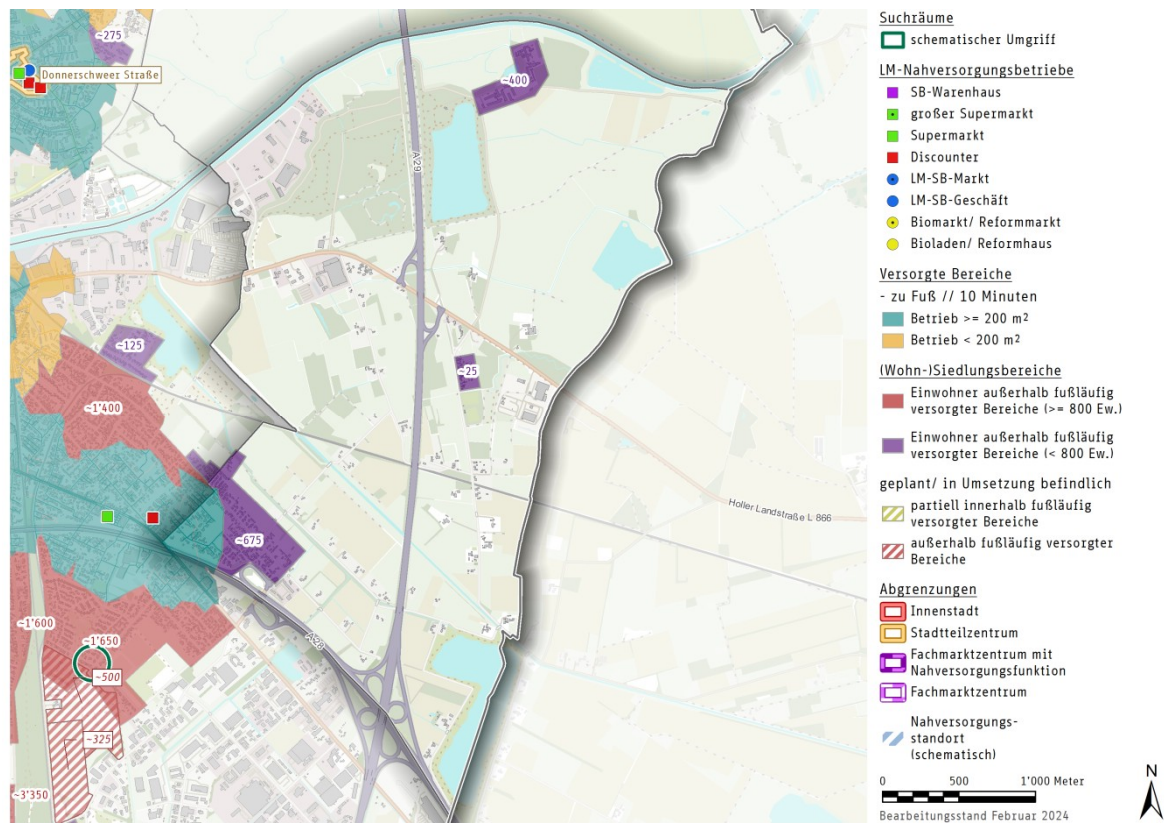 ~275
Donnerschweer Straße
~400
A 29
~125
~25
~1'400
Holler Landstraße L 866
~675
A 28
~1'600
~1'650
~500
~325
~3'350
Suchräume
schematischer Umgriff
LM-Nahversorgungsbetriebe
SB-Warenhaus
großer Supermarkt
Supermarkt
Discounter
LM-SB-Markt
LM-SB-Geschäft
Biomarkt/ Reformmarkt
Bioladen/ Reformhaus
Versorgte Bereiche
- zu Fuß // 10 Minuten
Betrieb >= 200 m²
Betrieb < 200 m²
(Wohn-)Siedlungsbereiche
Einwohner außerhalb fußläufig
versorgter Bereiche (>= 800 Ew.)
Einwohner außerhalb fußläufig
versorgter Bereiche (< 800 Ew.)
geplant/ in Umsetzung befindlich
partiell innerhalb fußläufig
versorgter Bereiche
außerhalb fußläufig versorgter
Bereiche
Abgrenzungen
Innenstadt
Stadtteilzentrum
Fachmarktzentrum mit
Nahversorgungsfunktion
Fachmarktzentrum
Nahversorgungs-
standort
(schematisch)
0 500 1'000 Meter
N
Bearbeitungsstand Februar 2024